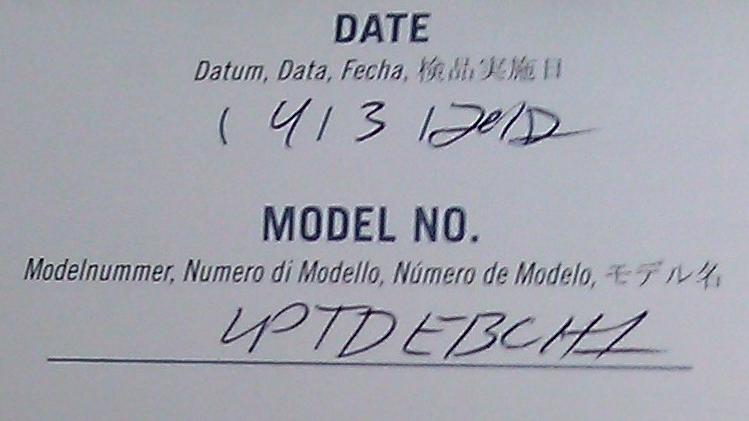 DATE
Datum, Data, Fecha, 検品実施日
MODEL NO.
Modelnummer, Numero di Modello, Número de Modelo, モデル名
LPTDEBCH1